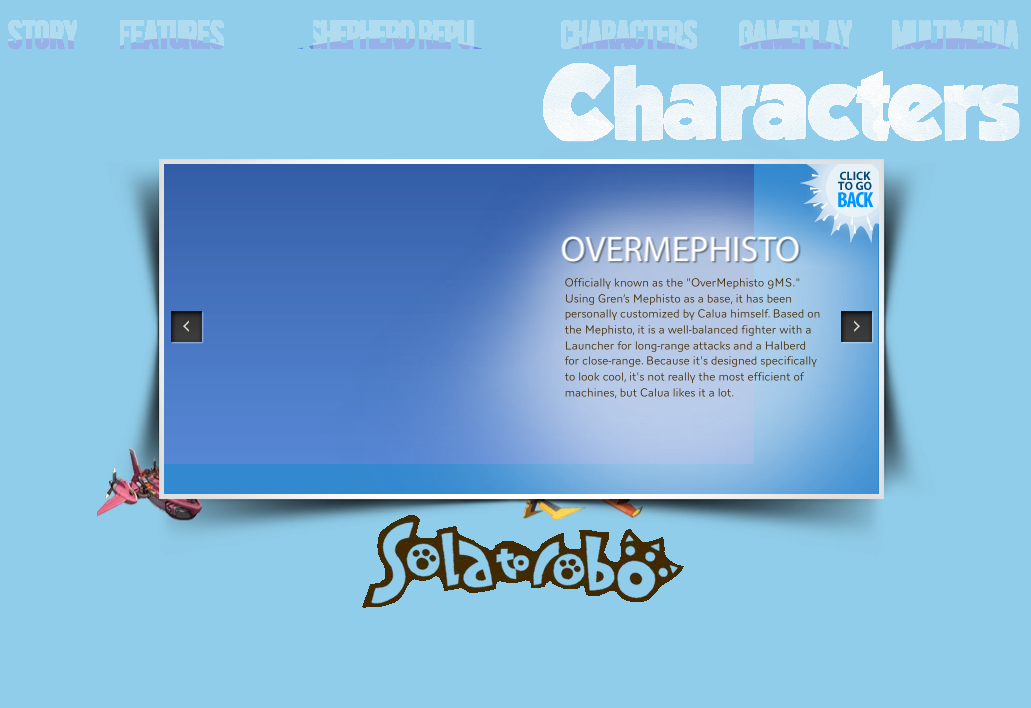 STORY FEATURES SHEPHERD REPU CHARACTERS GAMEPLAY MULTIMEDIA
Characters
CLICK
TO GO
BACK
OVERMEPHISTO
Officially known as the "OverMephisto 9MS."
Using Gren's Mephisto as a base, it has been
personally customized by Calua himself. Based on
the Mephisto, it is a well-balanced fighter with a
Launcher for long-range attacks and a Halberd
for close-range. Because it's designed specifically
to look cool, it's not really the most efficient of
machines, but Calua likes it a lot.
Solatorobo